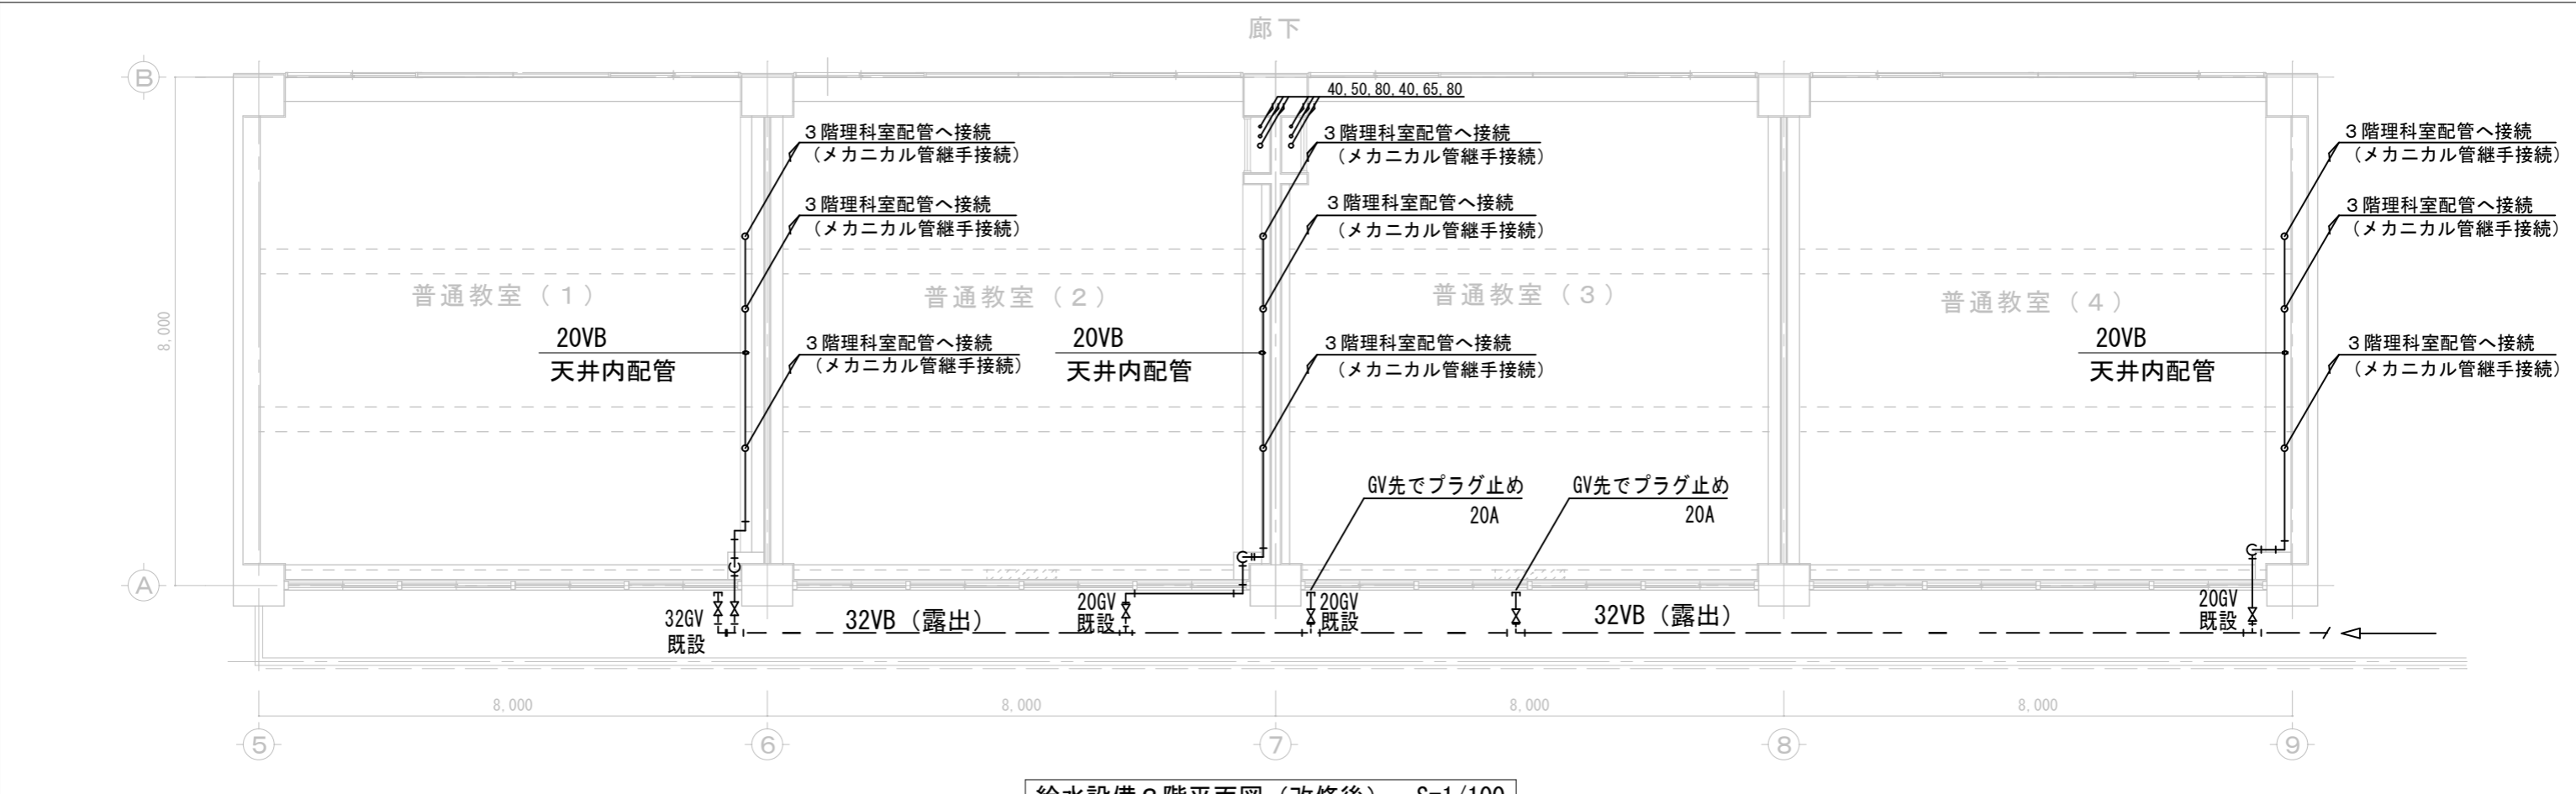 廊下
B
40,50,80,40,65,80
3階理科室配管へ接続
(メカニカル管継手接続)
3階理科室配管へ接続
(メカニカル管継手接続)
3階理科室配管へ接続
(メカニカル管継手接続)
3階理科室配管へ接続
(メカニカル管継手接続)
3階理科室配管へ接続
(メカニカル管継手接続)
3階理科室配管へ接続
(メカニカル管継手接続)
普通教室(1)
普通教室(2)
普通教室(3)
普通教室(4)
8,000
20VB
天井内配管
20VB
天井内配管
20VB
天井内配管
3階理科室配管へ接続
(メカニカル管継手接続)
3階理科室配管へ接続
(メカニカル管継手接続)
3階理科室配管へ接続
(メカニカル管継手接続)
GV先でプラグ止め
20A
GV先でプラグ止め
20A
A
32GV
既設
32VB(露出)
20GV
既設
20GV
既設
32VB(露出)
20GV
既設
8,000
8,000
8,000
8,000
5
6
7
8
9